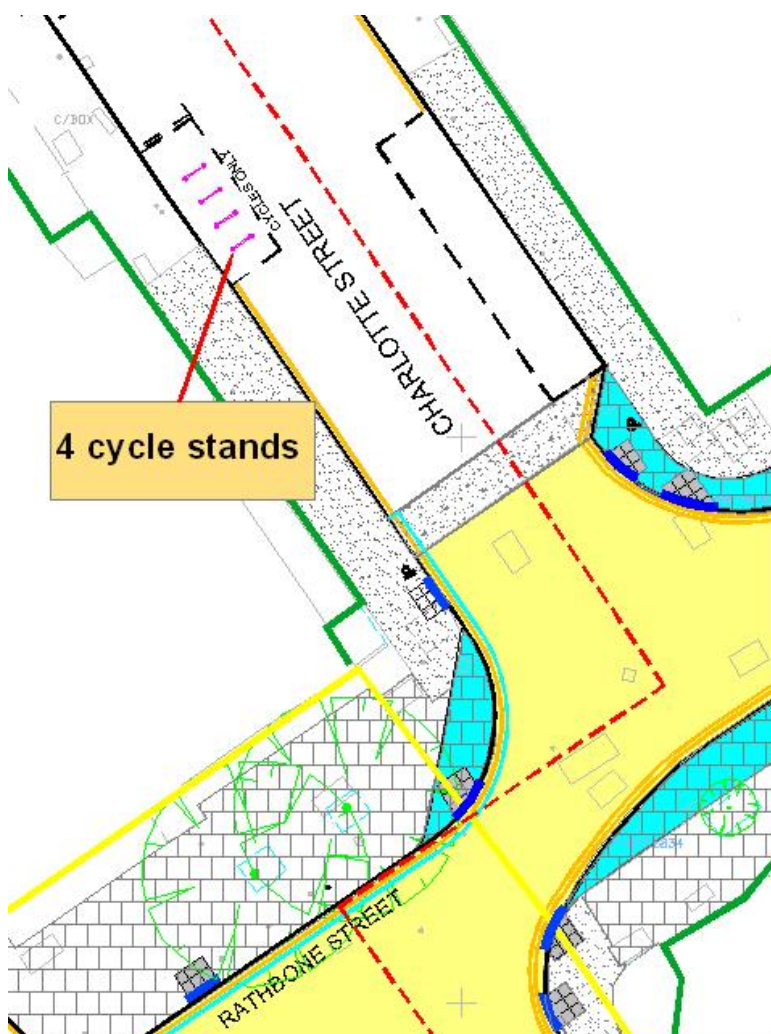 C/BOX
CYCLES ONLY
CHARLOTTE STREET
4 cycle stands
RATHBONE STREET